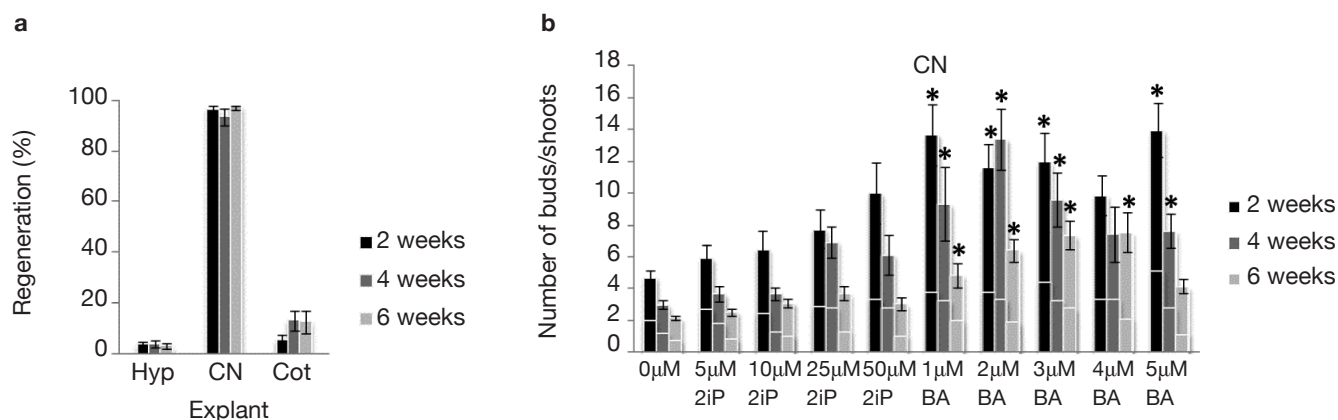 a
Regeneration (%)
100
80
60
40
20
0
Hyp CN Cot
Explant
2 weeks
4 weeks
6 weeks
b
Number of buds/shoots
CN
18
16
14
12
10
8
6
4
2
0
* * * * * * * * * * * *
0µM 5µM 10µM 25µM 50µM 1µM 2µM 3µM 4µM 5µM
2iP 2iP 2iP 2iP BA BA BA BA BA
2 weeks
4 weeks
6 weeks